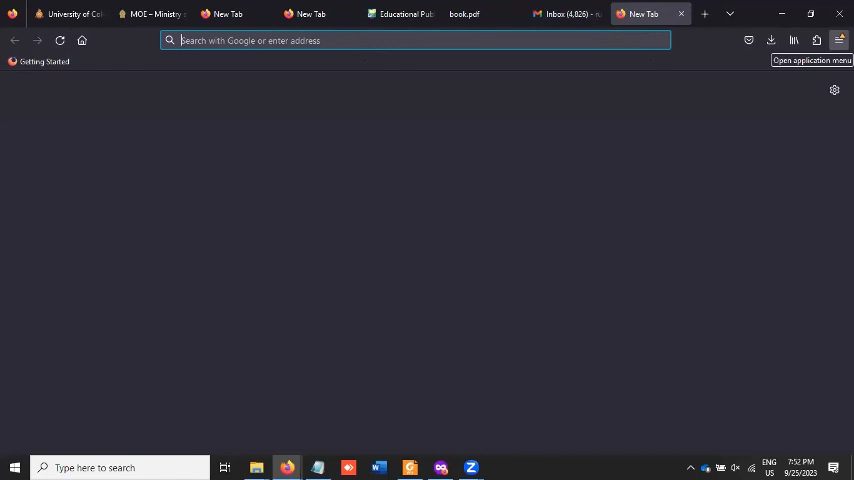 University of Col
MOE – Ministry
New Tab
New Tab
Educational Pub
book.pdf
Inbox (4,826) - ru
New Tab
Search with Google or enter address
Getting Started
Open application menu
Type here to search
ENG
US
7:52 PM
9/25/2023